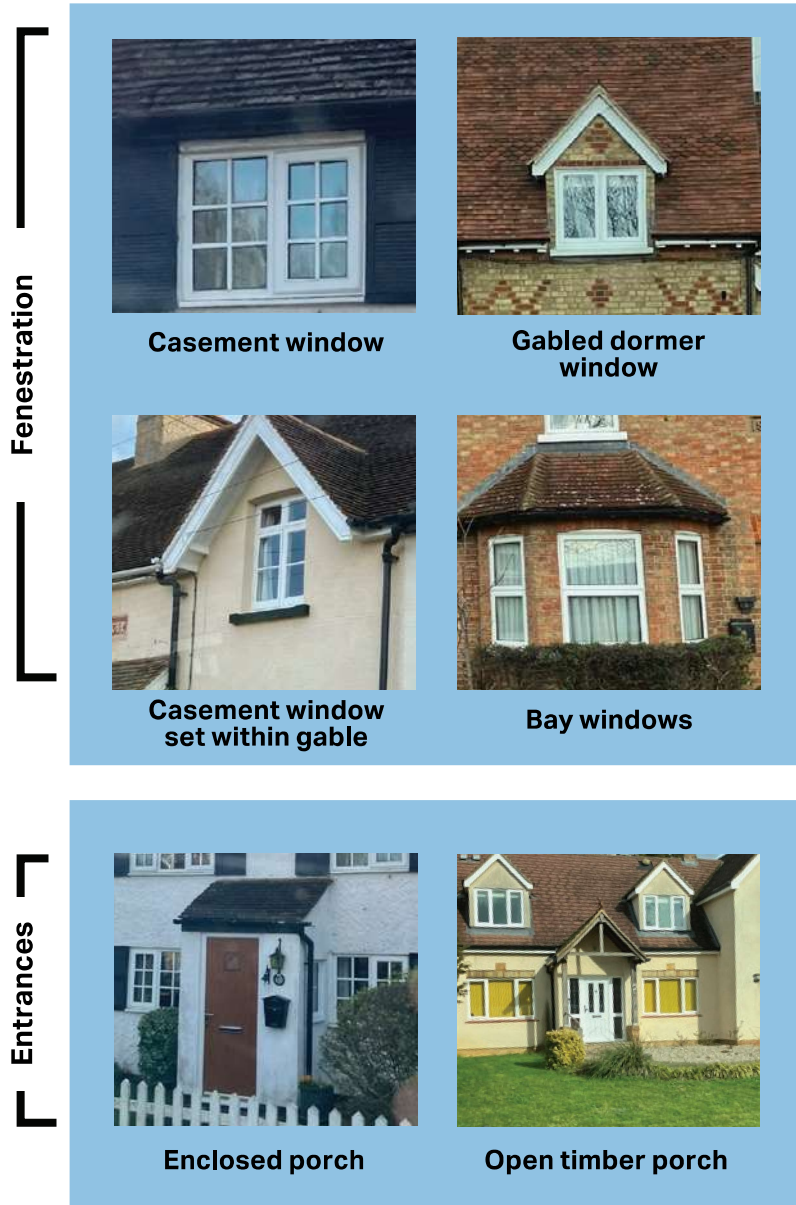 Fenestration
Casement window
Gabled dormer
window
Casement window
set within gable
Bay windows
Entrances
Enclosed porch
Open timber porch